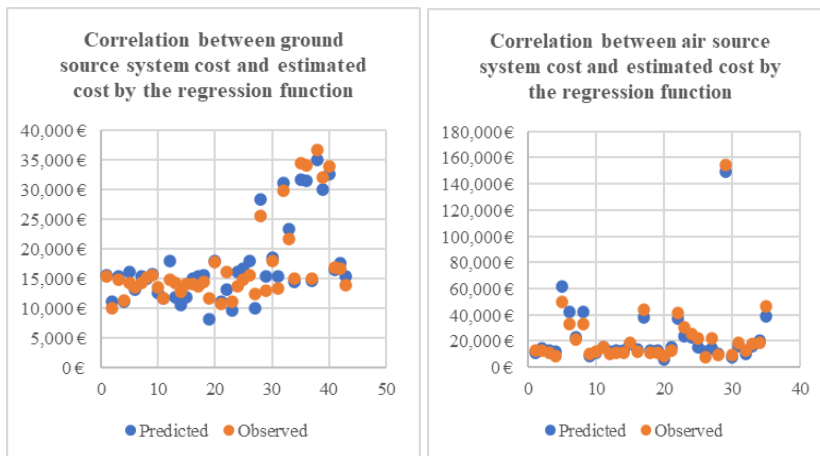 Correlation between ground
source system cost and estimated
cost by the regression function
40,000 €
35,000 €
30,000 €
25,000 €
20,000 €
15,000 €
10,000 €
5,000 €
0 €
0 10 20 30 40 50
Predicted Observed
Correlation between air source
system cost and estimated cost by
the regression function
180,000 €
160,000 €
140,000 €
120,000 €
100,000 €
80,000 €
60,000 €
40,000 €
20,000 €
0 €
0 10 20 30 40
Predicted Observed